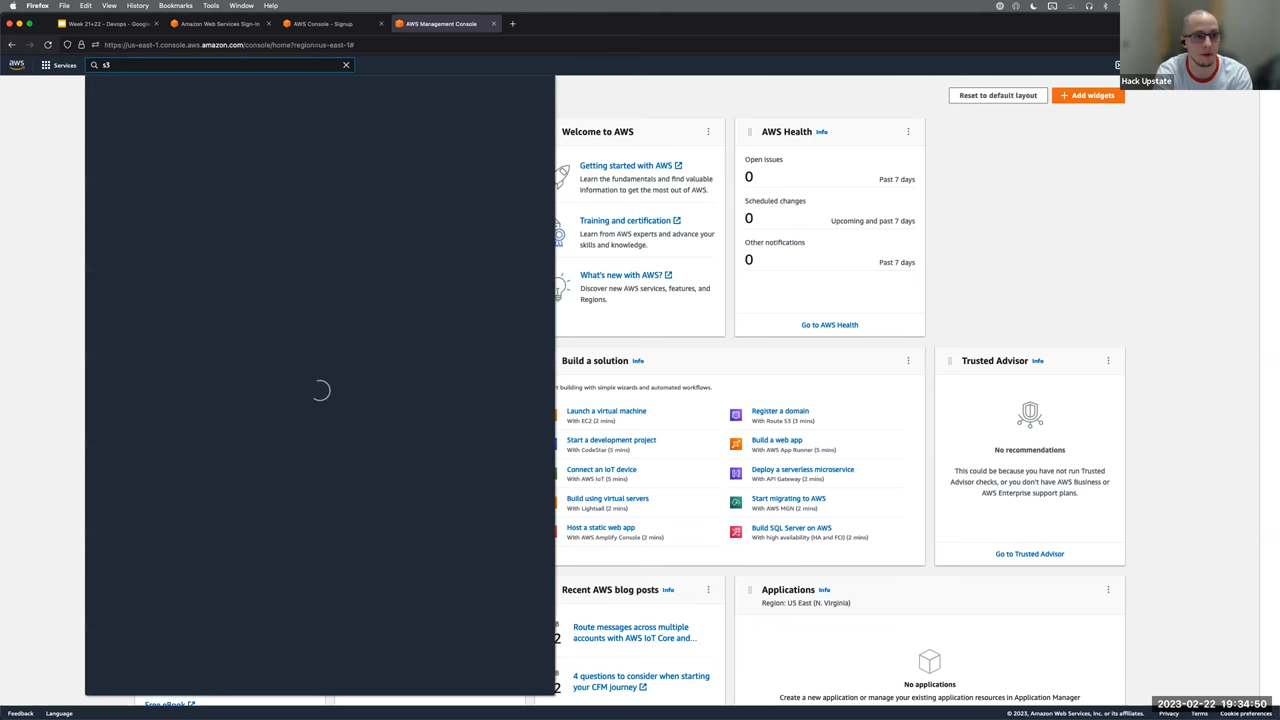 Firefox File Edit View History Bookmarks Tools Window Help
Week 21+22 - Devops - Google
Amazon Web Services Sign-In
AWS Console - Signup
AWS Management Console
https://us-east-1.console.aws.amazon.com/console/home?region=us-east-1#
aws
Services
s3
Hack Upstate
Reset to default layout
Add widgets
Welcome to AWS
Getting started with AWS
Learn the fundamentals and find valuable
information to get the most out of AWS.
Training and certification
Learn from AWS experts and advance your
skills and knowledge.
What's new with AWS?
Discover new AWS services, features, and
Regions.
AWS Health Info
Open issues
0
Past 7 days
Scheduled changes
0
Upcoming and past 7 days
Other notifications
0
Past 7 days
Go to AWS Health
Build a solution Info
building with simple wizards and automated workflows.
Launch a virtual machine
With EC2 (2 mins)
Start a development project
With CodeStar (5 mins)
Connect an IoT device
With AWS IoT (5 mins)
Build using virtual servers
With Lightsail (2 mins)
Host a static web app
With AWS Amplify Console (2 mins)
Register a domain
With Route 53 (3 mins)
Build a web app
With AWS App Runner (5 mins)
Deploy a serverless microservice
With API Gateway (2 mins)
Start migrating to AWS
With AWS MGN (2 mins)
Build SQL Server on AWS
With high availability (HA and FCI) (2 mins)
Trusted Advisor Info
No recommendations
This could be because you have not run Trusted
Advisor checks, or you don't have AWS Business or
AWS Enterprise support plans.
Go to Trusted Advisor
Recent AWS blog posts Info
Route messages across multiple
accounts with AWS IoT Core and...
4 questions to consider when starting
your CFM journey
Applications Info
Region: US East (N. Virginia)
No applications
Create a new application or manage your existing application resources in Application Manager
Free eBook
2023-02-22 19:34:50
Feedback Language
© 2023, Amazon Web Services, Inc. or its affiliates. Privacy Terms Cookie preferences